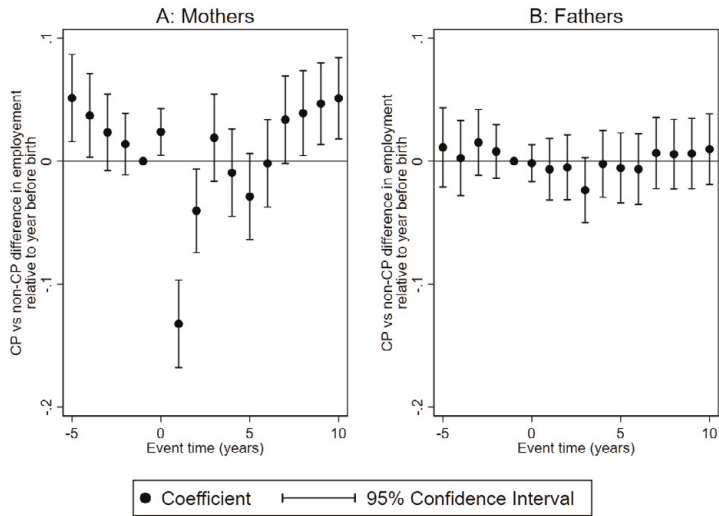 A: Mothers
CP vs non-CP difference in employement
relative to year before birth
.1
0
-.1
-.2
-5
0
5
10
Event time (years)
B: Fathers
CP vs non-CP difference in employment
relative to year before birth
.1
0
-.1
-.2
-5
0
5
10
Event time (years)
Coefficient
95% Confidence Interval